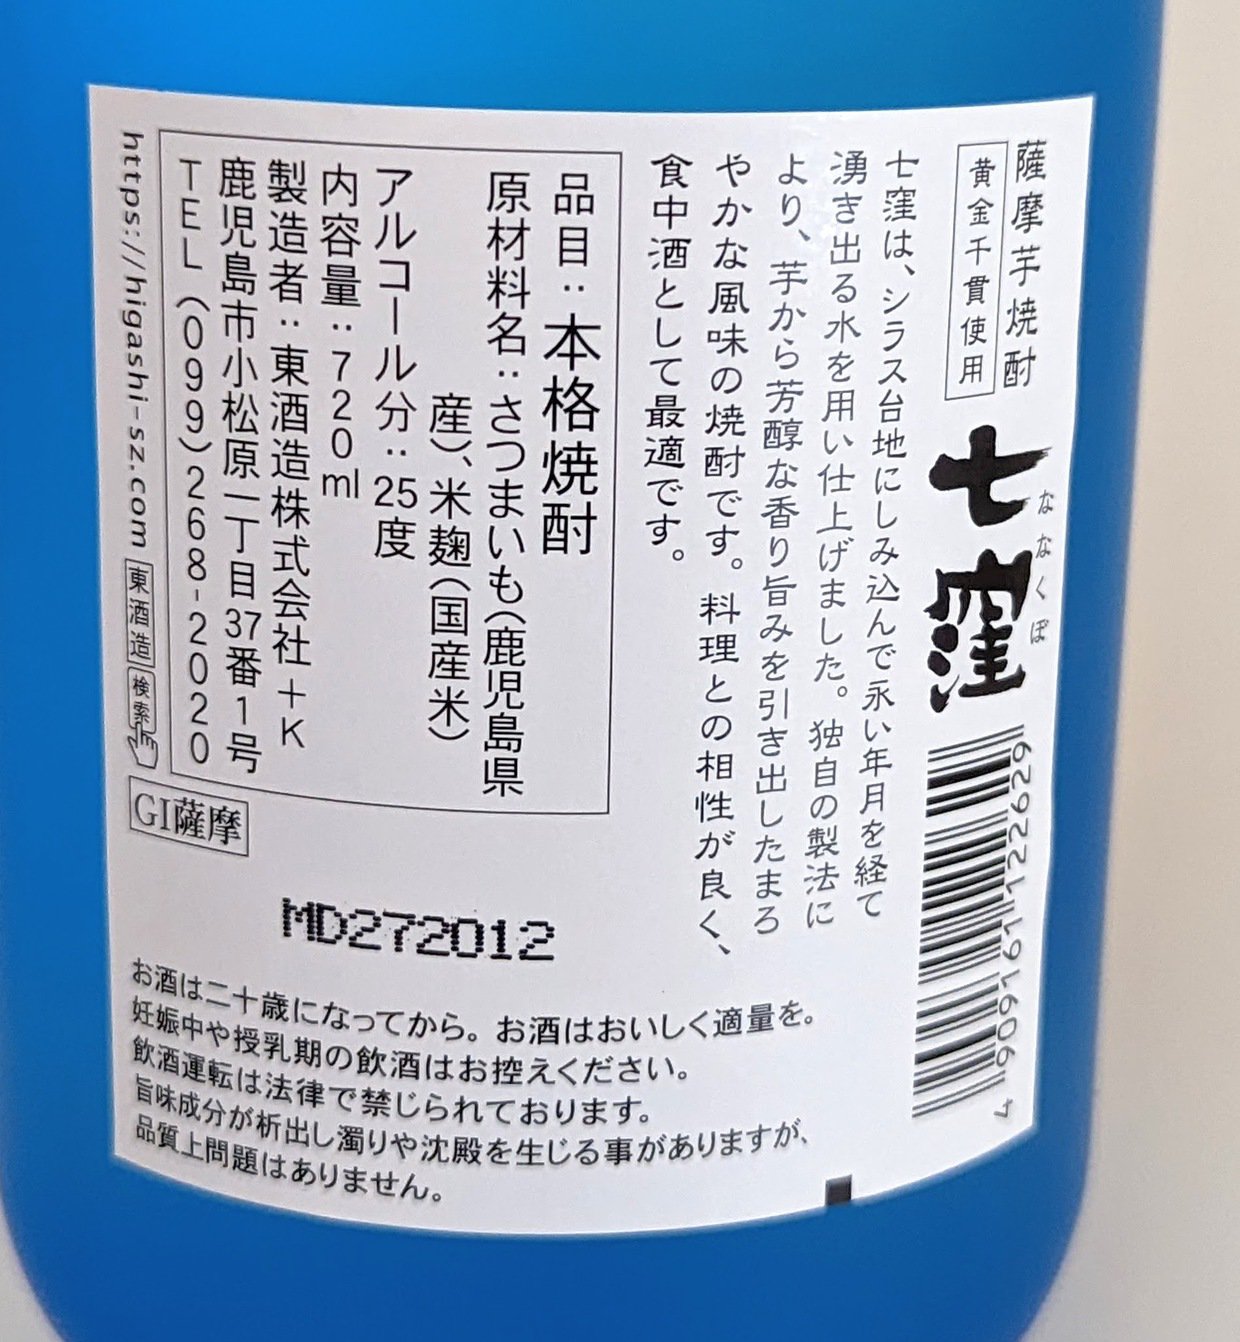 薩摩芋焼酎
黄金千貫使用
七窪
ななくぼ
4909161122629
七窪は、シラス台地にしみ込んで永い年月を経て
湧き出る水を用い仕上げました。独自の製法に
より、芋から芳醇な香り旨みを引き出したまろ
やかな風味の焼酎です。料理との相性が良く、
食中酒として最適です。
品目:本格焼酎
原材料名:さつまいも(鹿児島県
産)、米麹(国産米)
アルコール分:25度
内容量:720ml
製造者:東酒造株式会社+K
鹿児島市小松原一丁目37番1号
TEL(099)268-2020
https://higashi-sz.com 東酒造 検索
GI薩摩
MD272012
お酒は二十歳になってから。お酒はおいしく適量を。
妊娠中や授乳期の飲酒はお控えください。
飲酒運転は法律で禁じられております。
旨味成分が析出し濁りや沈殿を生じる事がありますが、
品質上問題はありません。